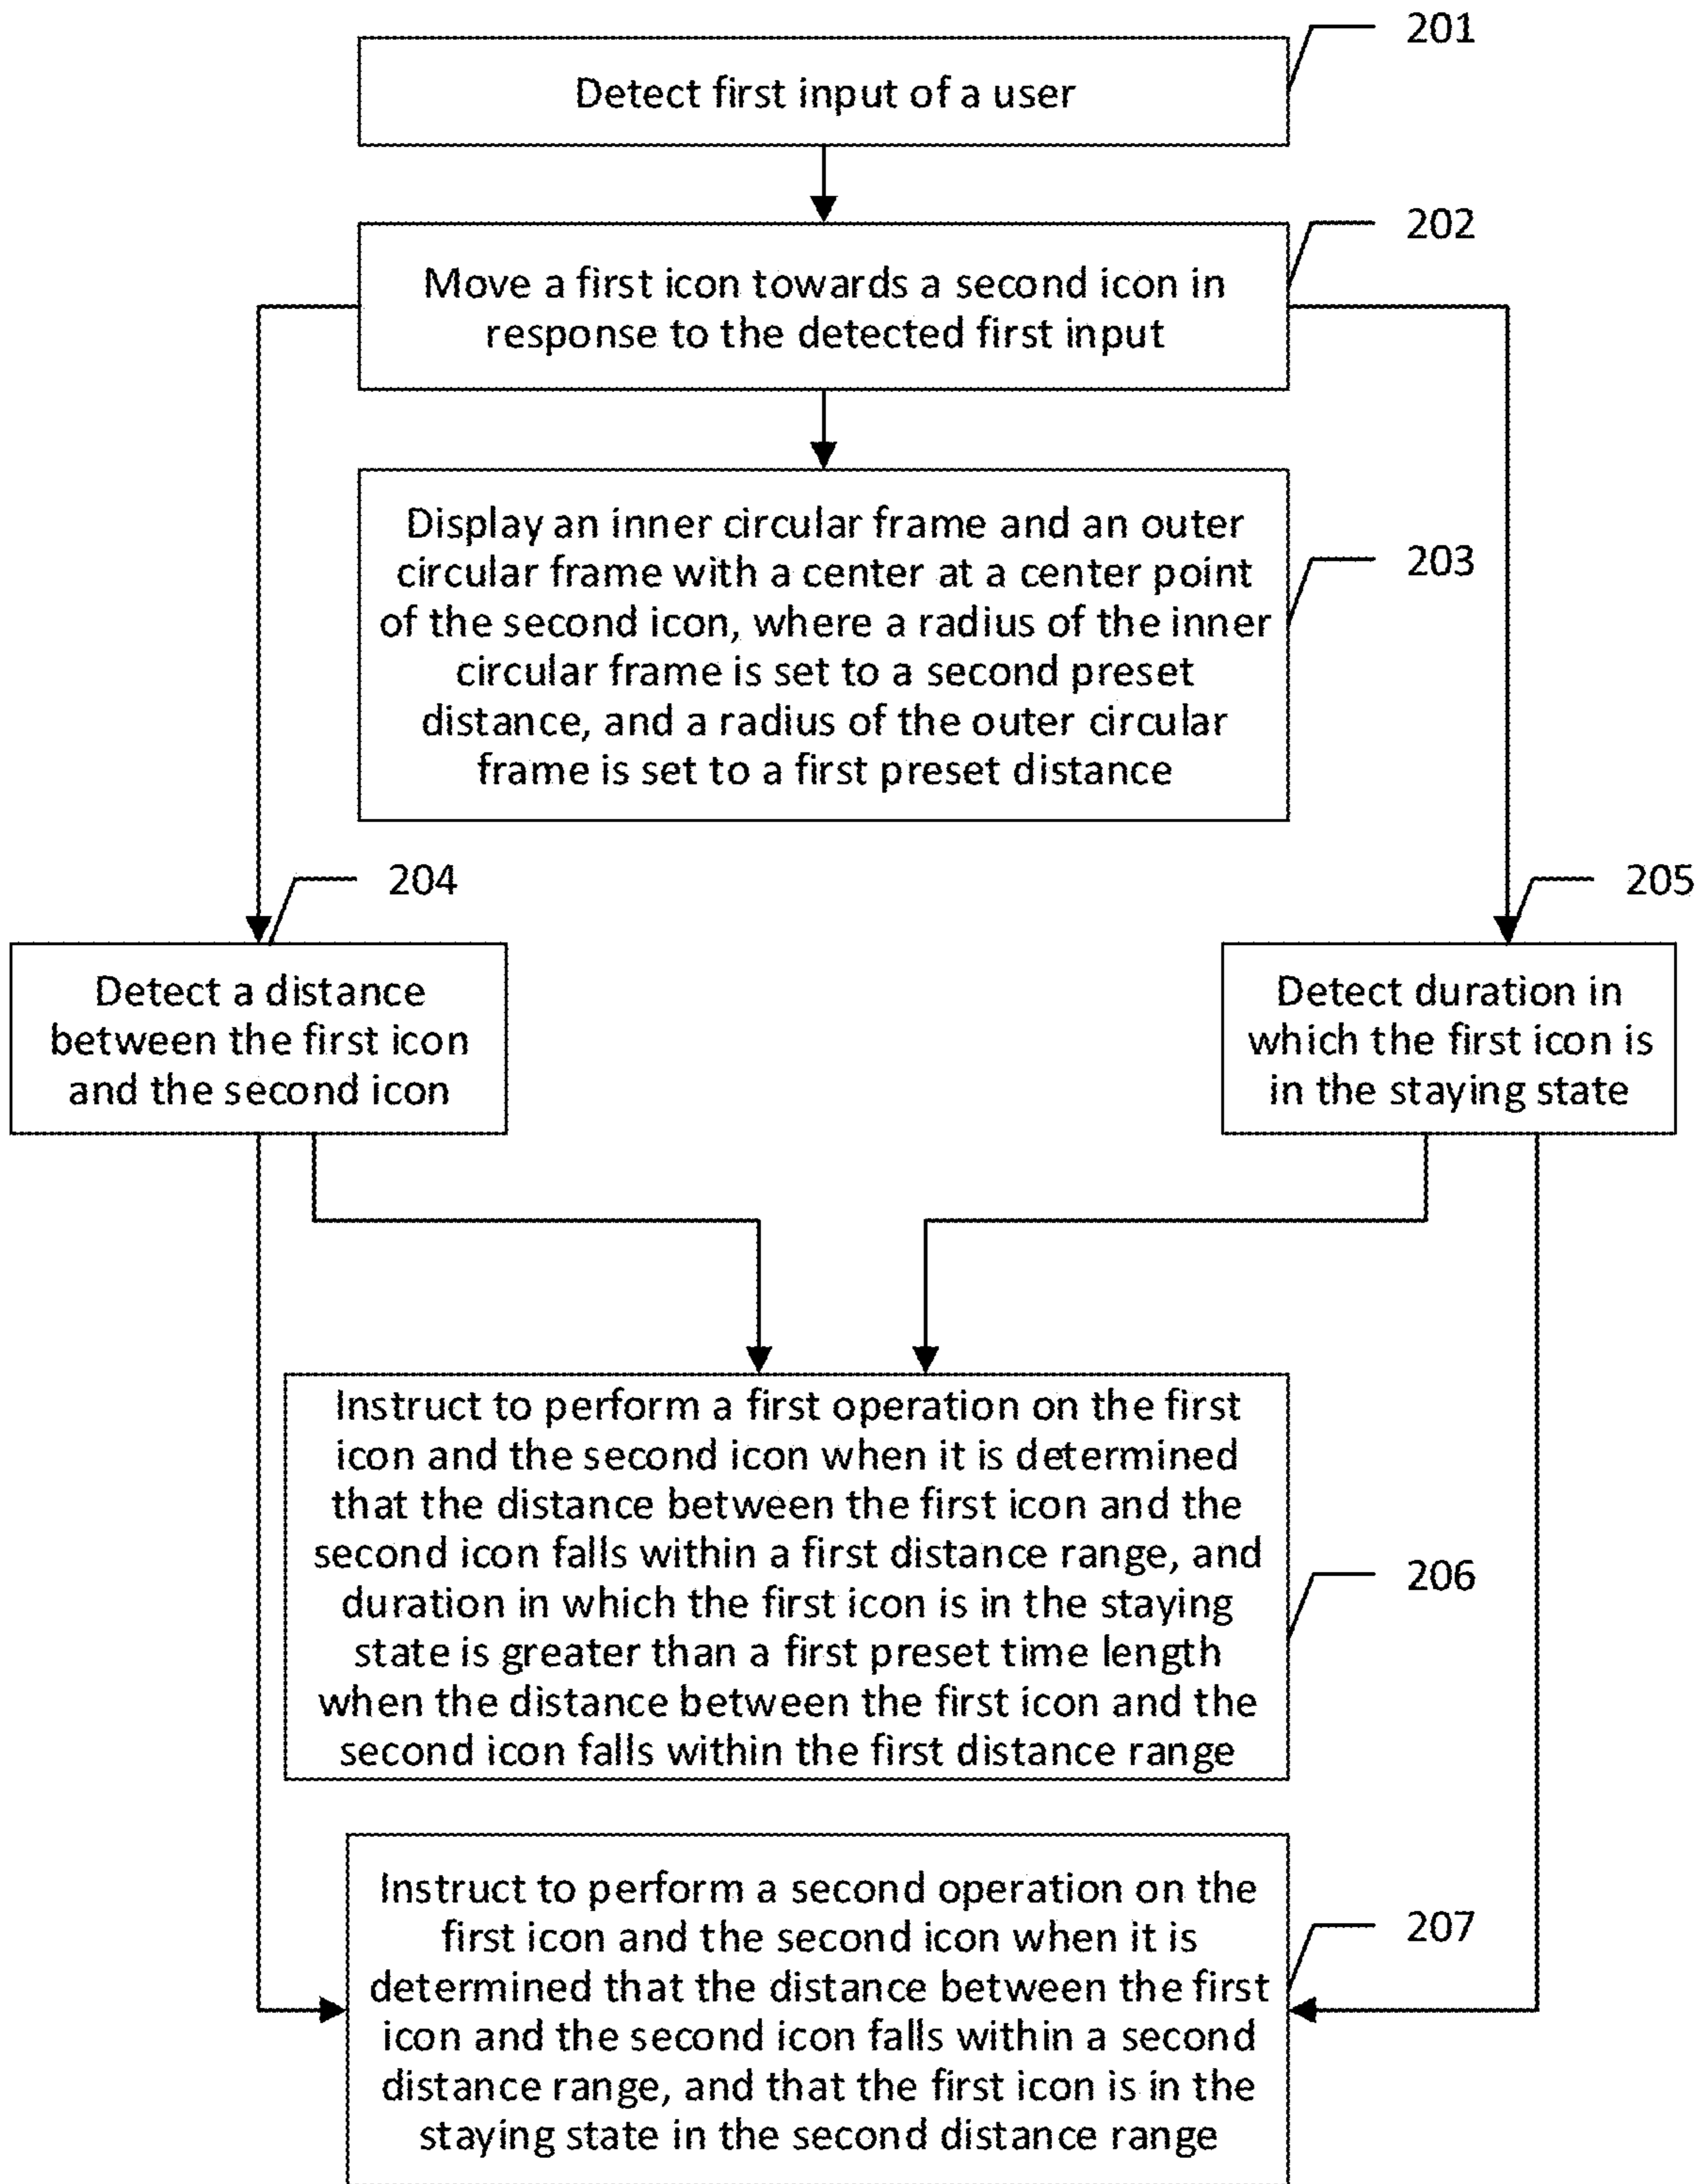 201
Detect first input of a user
202
Move a first icon towards a second icon in
response to the detected first input
Display an inner circular frame and an outer
circular frame with a center at a center point
of the second icon, where a radius of the inner
circular frame is set to a second preset
distance, and a radius of the outer circular
frame is set to a first preset distance
203
204
205
Detect a distance
between the first icon
and the second icon
Detect duration in
which the first icon is
in the staying state
Instruct to perform a first operation on the first
icon and the second icon when it is determined
that the distance between the first icon and the
second icon falls within a first distance range, and
duration in which the first icon is in the staying
state is greater than a first preset time length
when the distance between the first icon and the
second icon falls within the first distance range
206
Instruct to perform a second operation on the
first icon and the second icon when it is
determined that the distance between the first
icon and the second icon falls within a second
distance range, and that the first icon is in the
staying state in the second distance range
207